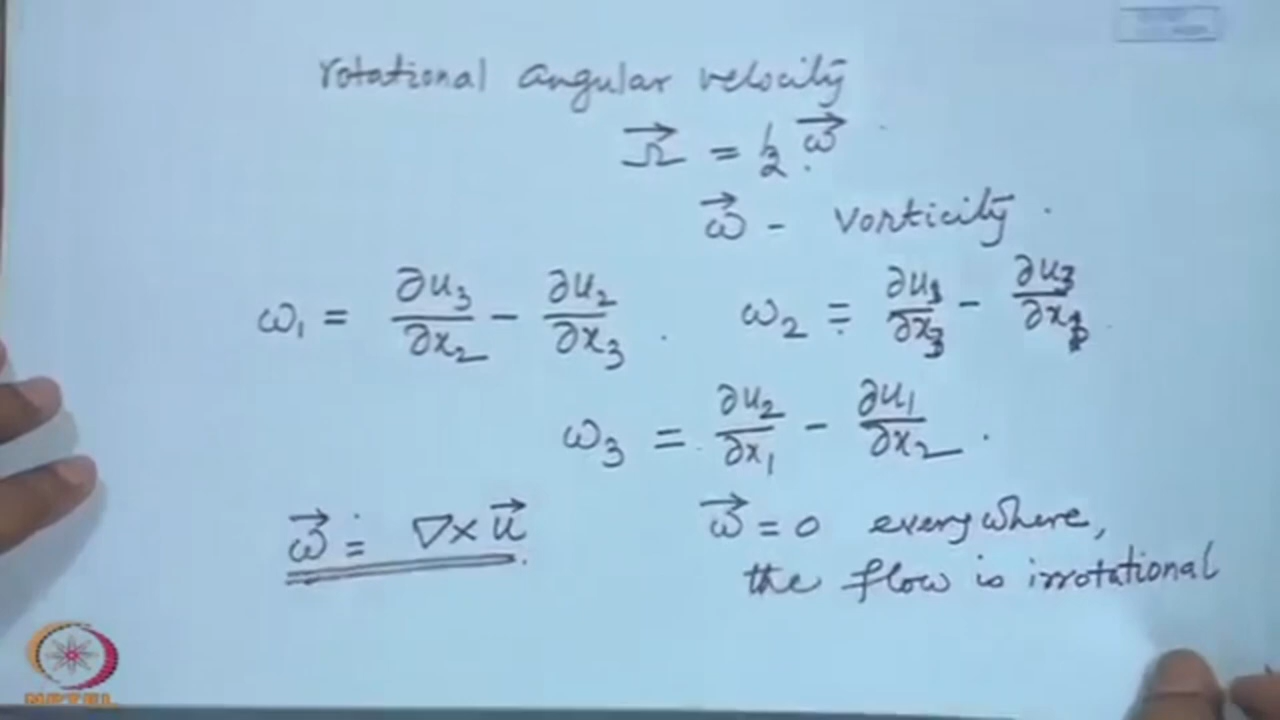 rotational angular velocity
→Ω = 1/2 →ω
→ω - vorticity.
ω₁ = ∂u₃/∂x₂ - ∂u₂/∂x₃ . ω₂ = ∂u₁/∂x₃ - ∂u₃/∂x₁ .
ω₃ = ∂u₂/∂x₁ - ∂u₁/∂x₂ .
→ω = ∇×→u →ω = 0 everywhere,
the flow is irrotational
NPTEL